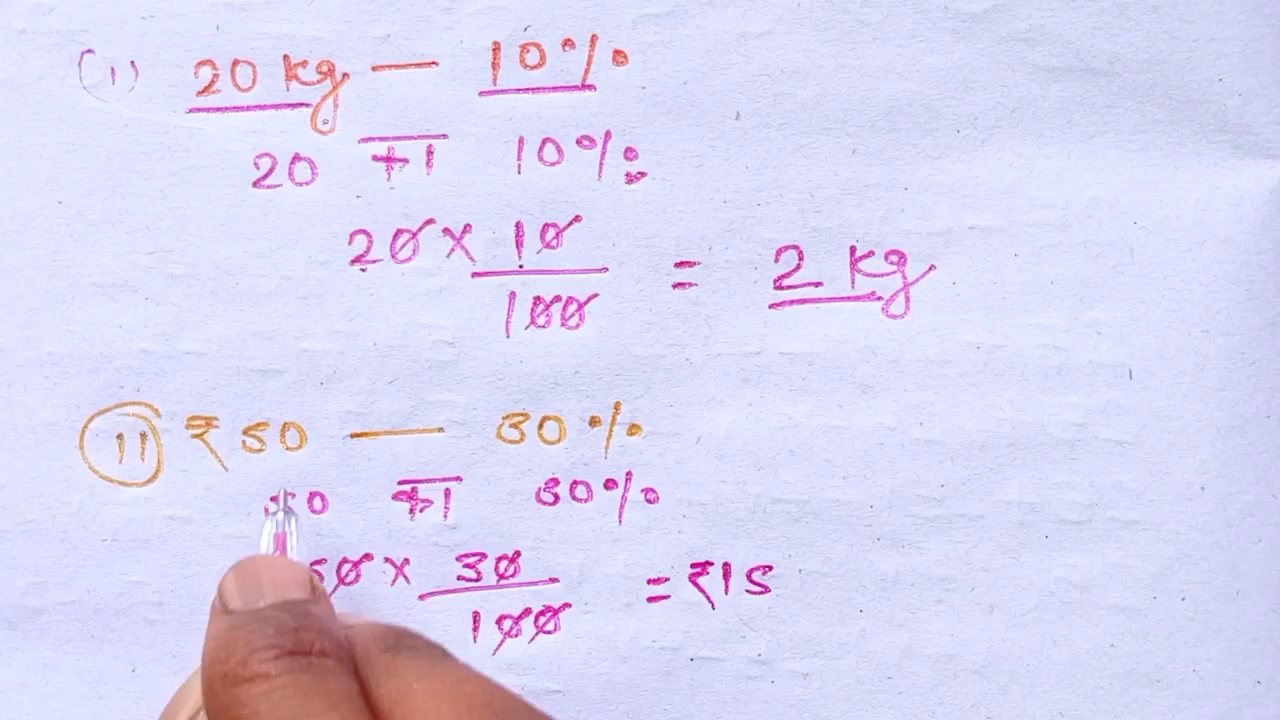 (i) 20 kg — 10%
20 का 10%
20 × 10/100 = 2 kg
(ii) ₹50 — 30%
50 का 30%
50 × 30/100 = ₹15